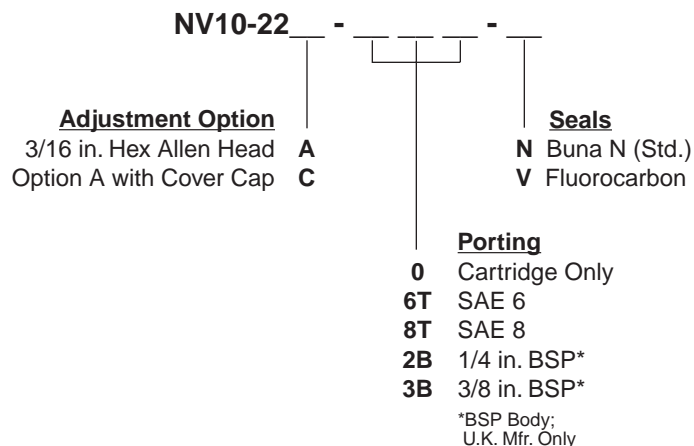 NV10-22__ - __ __ __ - __
Adjustment Option
3/16 in. Hex Allen Head A
Option A with Cover Cap C
Seals
N Buna N (Std.)
V Fluorocarbon
Porting
0 Cartridge Only
6T SAE 6
8T SAE 8
2B 1/4 in. BSP*
3B 3/8 in. BSP*
*BSP Body;
U.K. Mfr. Only